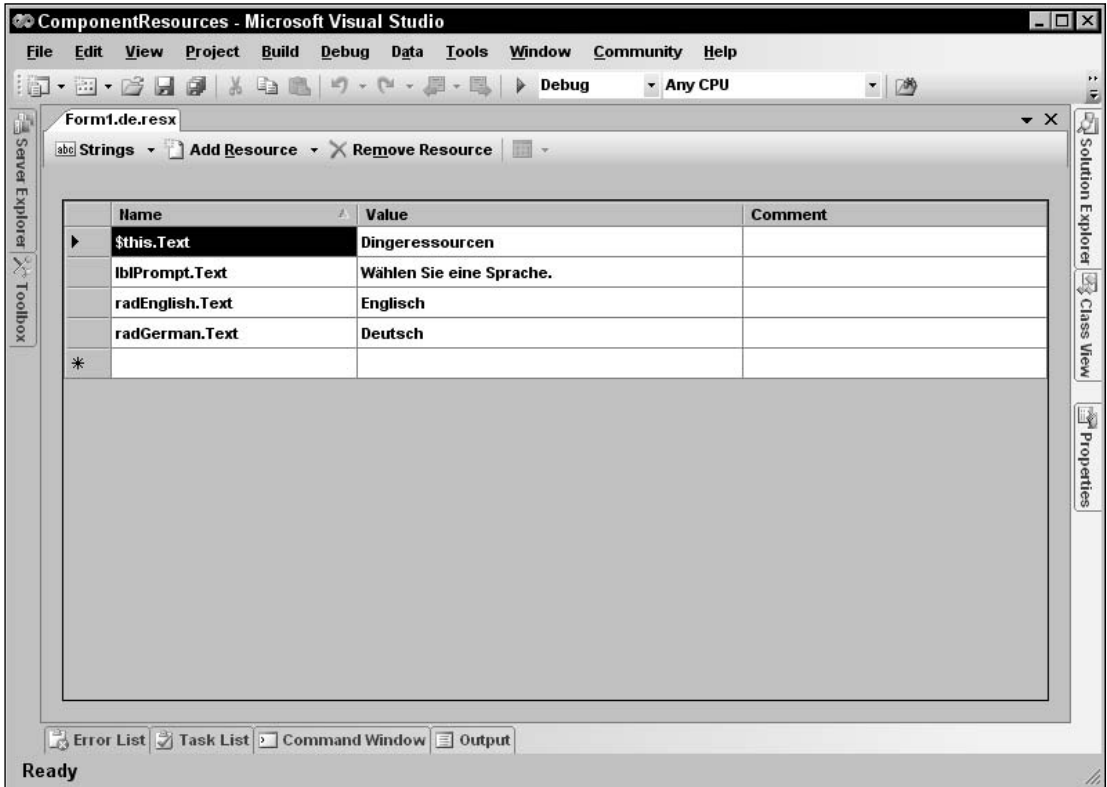 ComponentResources - Microsoft Visual Studio
File Edit View Project Build Debug Data Tools Window Community Help
Debug Any CPU
Form1.de.resx
abc Strings Add Resource Remove Resource
Name Value Comment
$this.Text Dingeressourcen
lblPrompt.Text Wählen Sie eine Sprache.
radEnglish.Text Englisch
radGerman.Text Deutsch
Server Explorer
Toolbox
Solution Explorer
Class View
Properties
Error List Task List Command Window Output
Ready